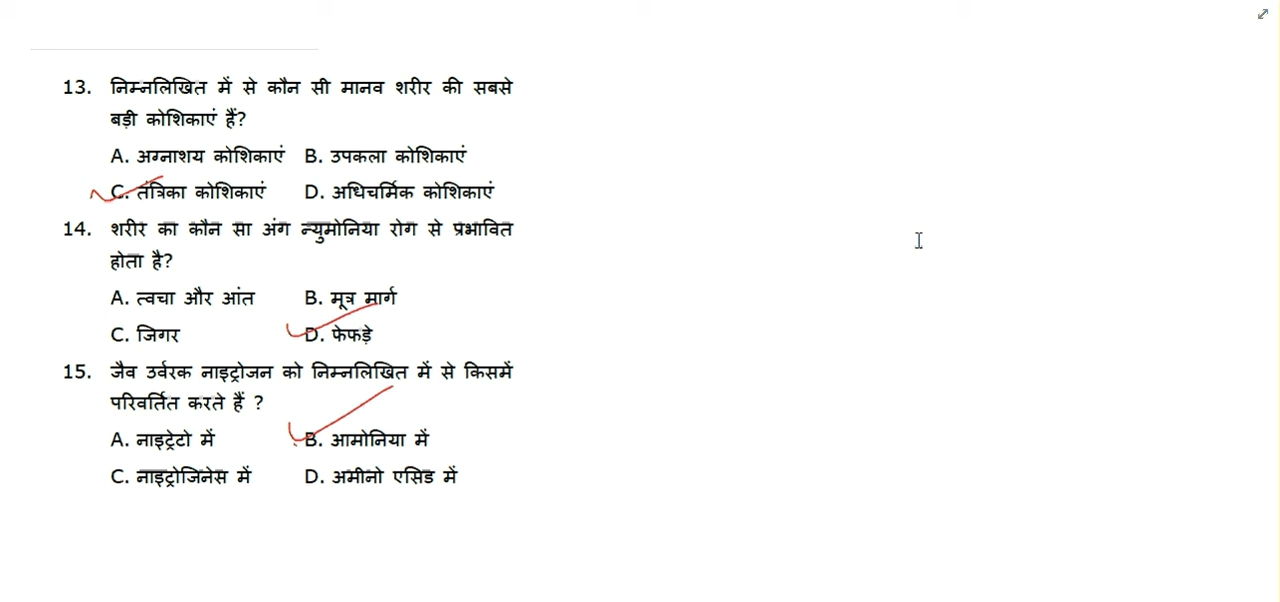 13. निम्नलिखित में से कौन सी मानव शरीर की सबसे
बड़ी कोशिकाएं हैं?
A. अग्नाशय कोशिकाएं B. उपकला कोशिकाएं
C. तंत्रिका कोशिकाएं D. अधिचर्मिक कोशिकाएं
14. शरीर का कौन सा अंग न्युमोनिया रोग से प्रभावित
होता है?
A. त्वचा और आंत B. मूत्र मार्ग
C. जिगर D. फेफड़े
15. जैव उर्वरक नाइट्रोजन को निम्नलिखित में से किसमें
परिवर्तित करते हैं ?
A. नाइट्रेटो में B. आमोनिया में
C. नाइट्रोजिनेस में D. अमीनो एसिड में